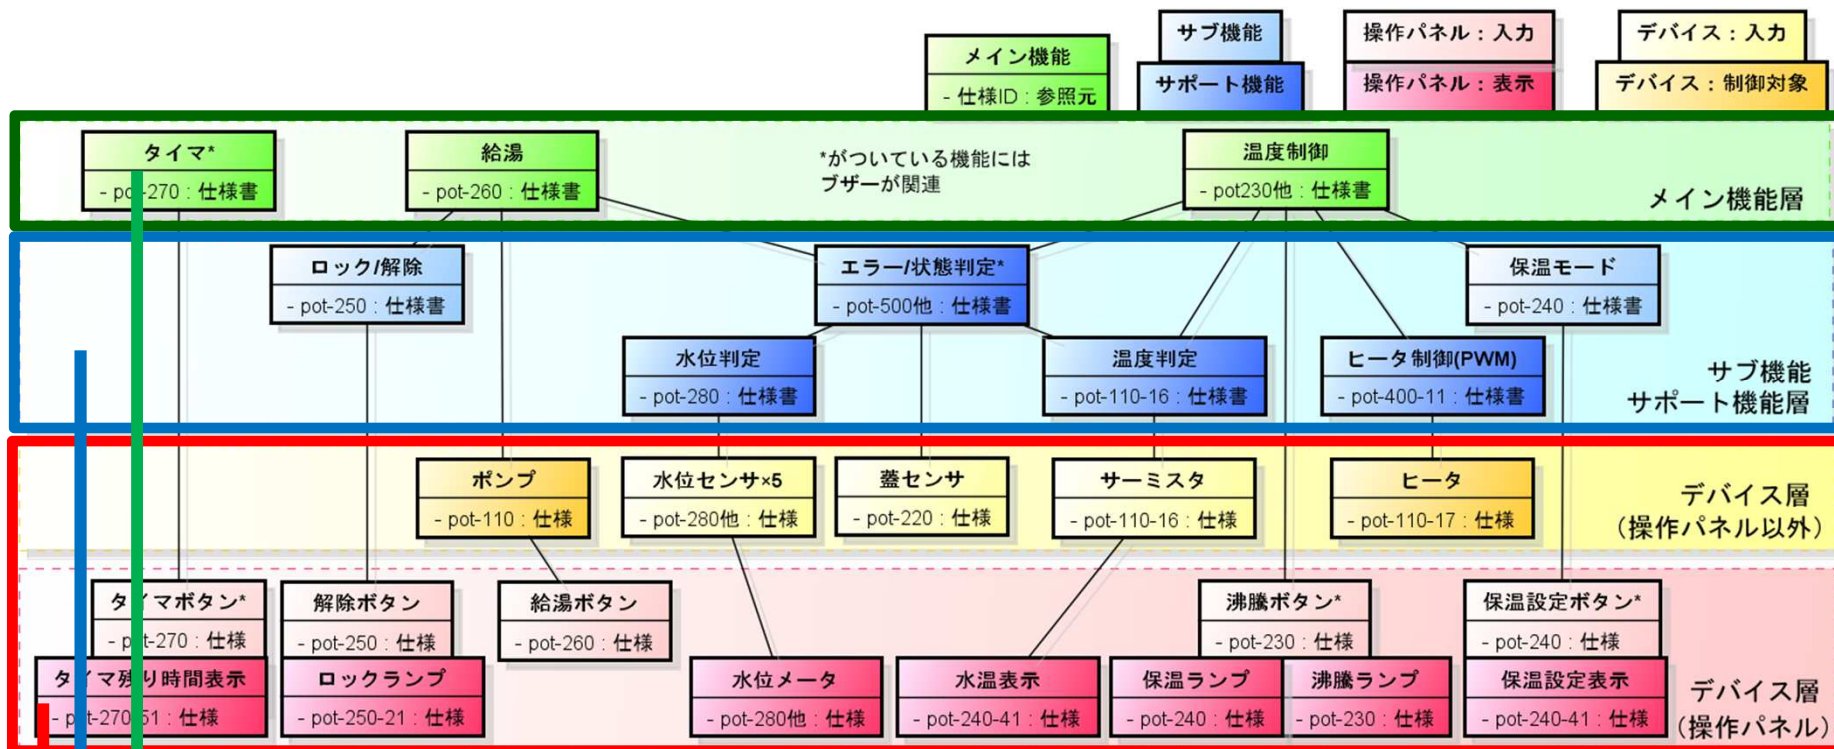 サブ機能
操作パネル：入力
デバイス：入力
メイン機能
- 仕様ID：参照元
サポート機能
操作パネル：表示
デバイス：制御対象
タイマ*
- pot-270：仕様書
給湯
- pot-260：仕様書
*がついている機能には
ブザーが関連
温度制御
- pot230他：仕様書
メイン機能層
ロック/解除
- pot-250：仕様書
エラー/状態判定*
- pot-500他：仕様書
保温モード
- pot-240：仕様書
水位判定
- pot-280：仕様書
温度判定
- pot-110-16：仕様書
ヒータ制御(PWM)
- pot-400-11：仕様書
サブ機能
サポート機能層
ポンプ
- pot-110：仕様
水位センサ×5
- pot-280他：仕様
蓋センサ
- pot-220：仕様
サーミスタ
- pot-110-16：仕様
ヒータ
- pot-110-17：仕様
デバイス層
（操作パネル以外）
タイマボタン*
- pot-270：仕様
解除ボタン
- pot-250：仕様
給湯ボタン
- pot-260：仕様
沸騰ボタン*
- pot-230：仕様
保温設定ボタン*
- pot-240：仕様
タイマ残り時間表示
- pot-270-51：仕様
ロックランプ
- pot-250-21：仕様
水位メータ
- pot-280他：仕様
水温表示
- pot-240-41：仕様
保温ランプ
- pot-240：仕様
沸騰ランプ
- pot-230：仕様
保温設定表示
- pot-240-41：仕様
デバイス層
（操作パネル）